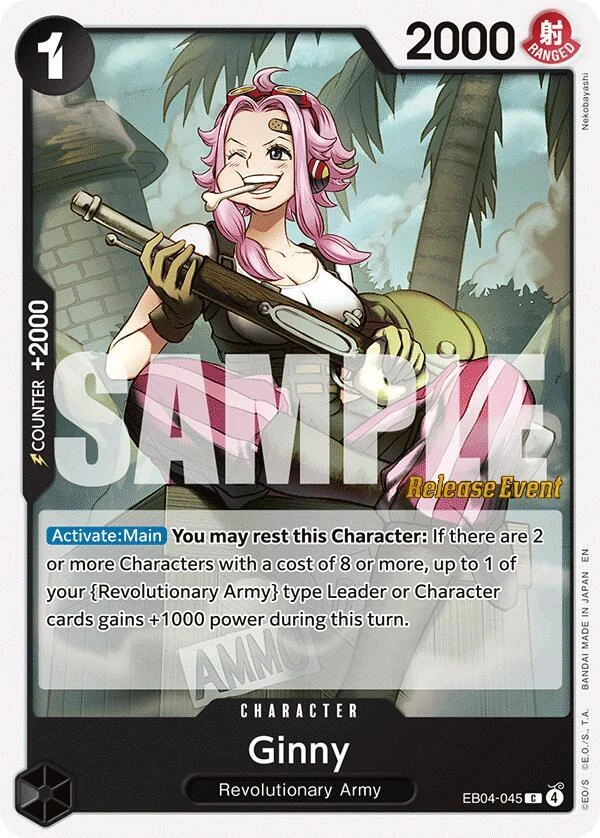 1
2000
射
RANGED
Nekobayashi
COUNTER +2000
SAMPLE
Release Event
Activate:Main You may rest this Character: If there are 2
or more Characters with a cost of 8 or more, up to 1 of
your {Revolutionary Army} type Leader or Character
cards gains +1000 power during this turn.
AMMO
CHARACTER
Ginny
Revolutionary Army
EB04-045 C 4
©EO/S ©E.O./S., T.A. BANDAI MADE IN JAPAN EN